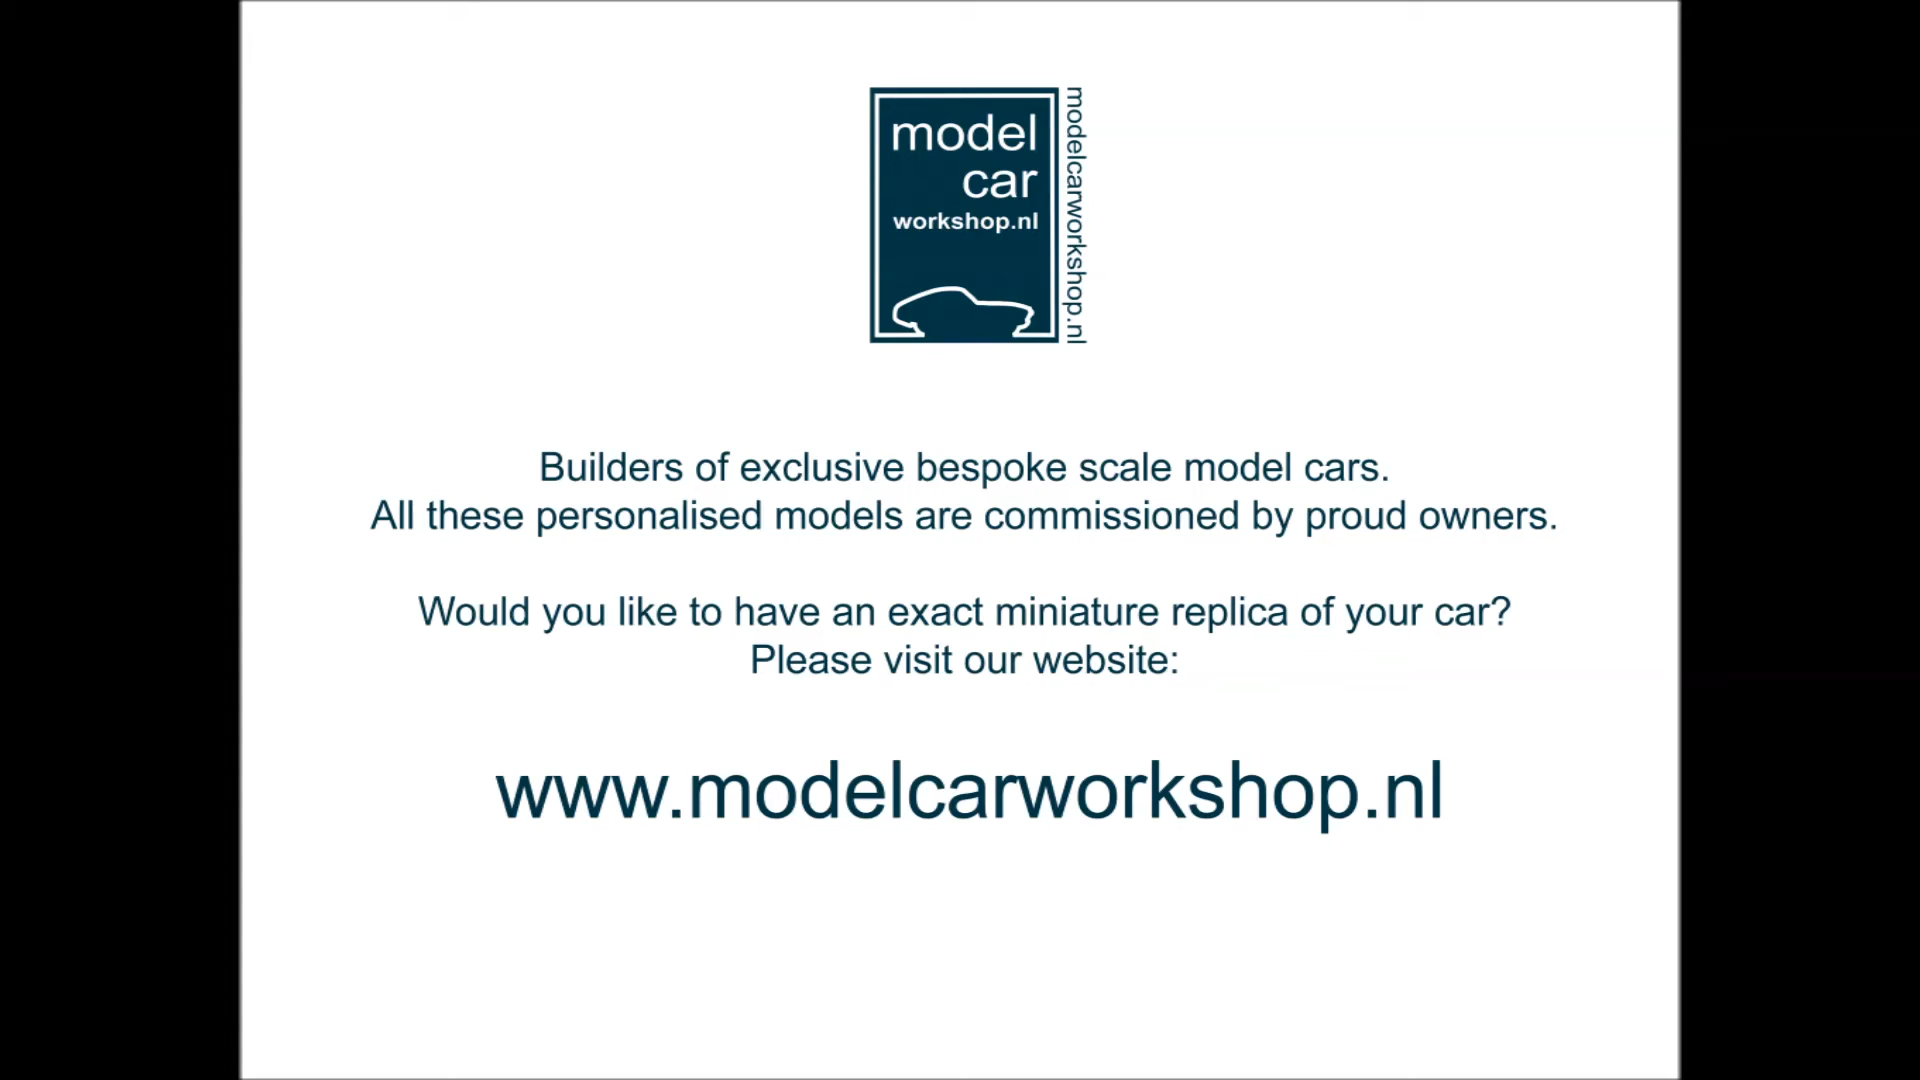 model
car
workshop.nl
modelcarworkshop.nl
Builders of exclusive bespoke scale model cars.
All these personalised models are commissioned by proud owners.
Would you like to have an exact miniature replica of your car?
Please visit our website:
www.modelcarworkshop.nl